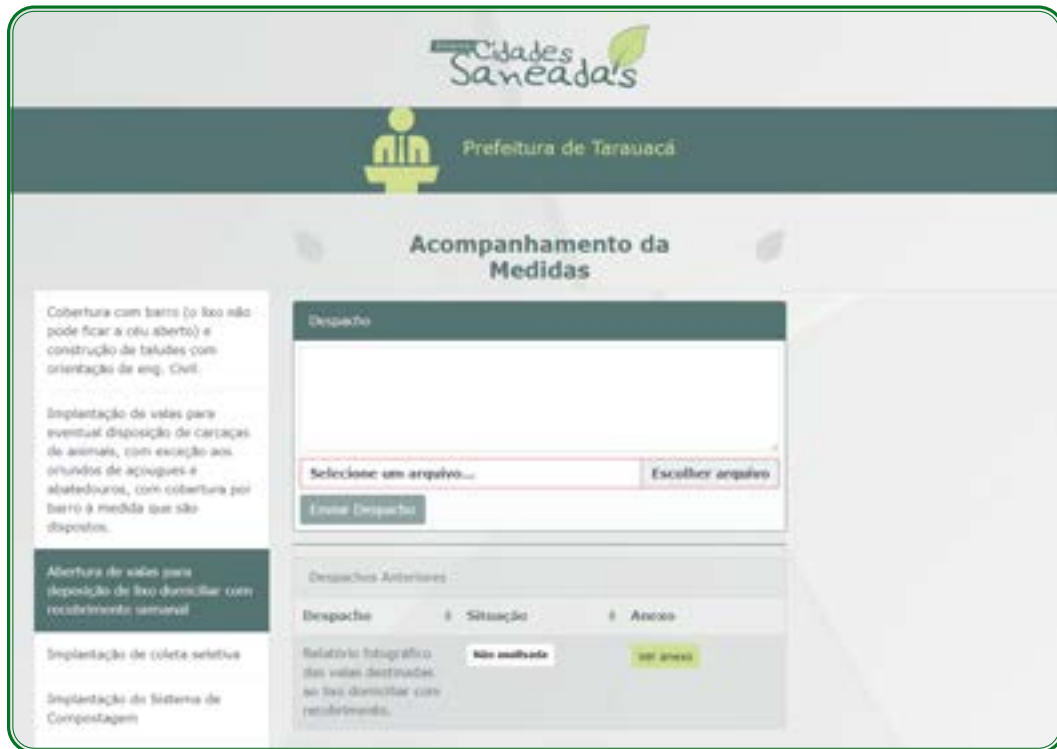 Cidades
Saneadas
Prefeitura de Tarauacá
Acompanhamento da
Medidas
Cobertura com barro (o lixo não
pode ficar a céu aberto) e
construção de taludes com
orientação de eng. Civil.
Implantação de valas para
eventual disposição de carcaças
de animais, com exceção aos
oriundos de açougues e
abatedouros, com cobertura por
barro à medida que são
dispostos.
Abertura de valas para
deposição de lixo domiciliar com
recobrimento semanal
Implantação de coleta seletiva
Implantação do Sistema de
Compostagem
Despacho
Selecione um arquivo... Escolher arquivo
Enviar Despacho
Despachos Anteriores
Despacho Situação Anexo
Relatório fotográfico
das valas destinadas
ao lixo domiciliar com
recobrimento.
Não analisada
ver anexo